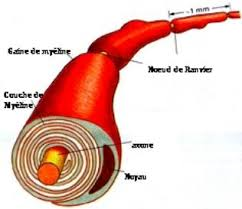 ~1 mm
Gaine de myéline
Noeud de Ranvier
Couche de
Myéline
axone
Noyau